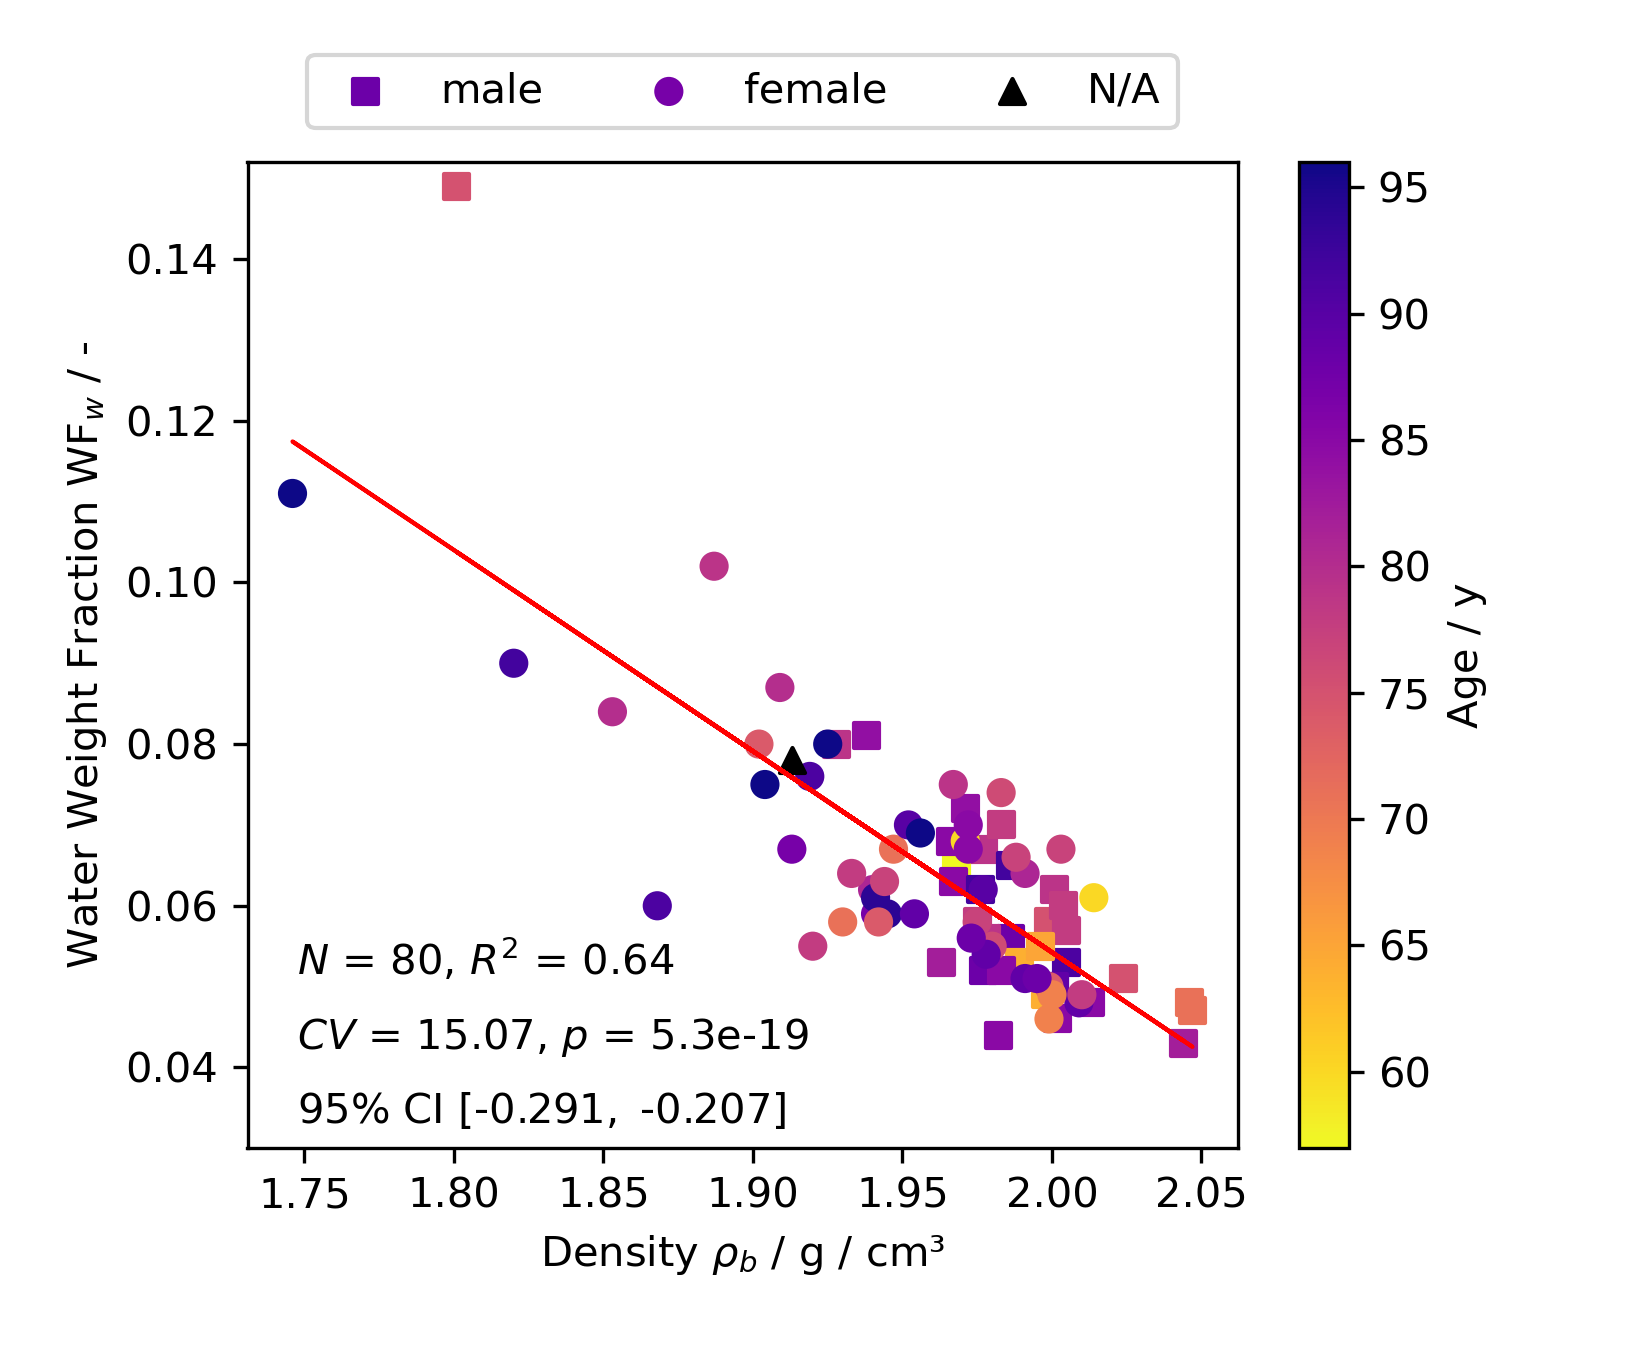 male female N/A
0.14
0.12
0.10
0.08
0.06
0.04
Water Weight Fraction WF_w / -
N = 80, R² = 0.64
CV = 15.07, p = 5.3e-19
95% CI [-0.291, -0.207]
1.75 1.80 1.85 1.90 1.95 2.00 2.05
Density ρ_b / g / cm³
95
90
85
80
75
70
65
60
Age / y